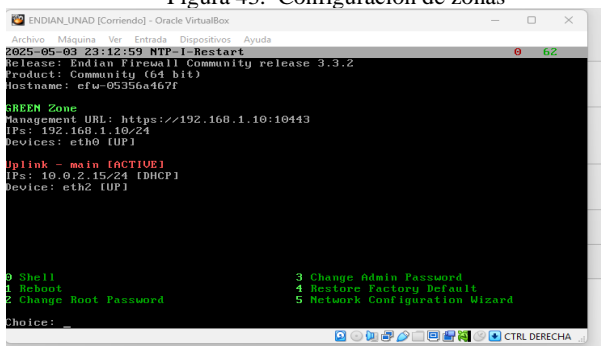 Figura 43. Configuración de zonas
ENDIAN_UNAD [Corriendo] - Oracle VirtualBox
Archivo Máquina Ver Entrada Dispositivos Ayuda
2025-05-03 23:12:59 NTP-I-Restart 0 62
Release: Endian Firewall Community release 3.3.2
Product: Community (64 bit)
Hostname: efw-05356a467f
GREEN Zone
Management URL: https://192.168.1.10:10443
IPs: 192.168.1.10/24
Devices: eth0 [UP]
Uplink - main [ACTIVE]
IPs: 10.0.2.15/24 [DHCP]
Device: eth2 [UP]
0 Shell 3 Change Admin Password
1 Reboot 4 Restore Factory Default
2 Change Root Password 5 Network Configuration Wizard
Choice: _
CTRL DERECHA